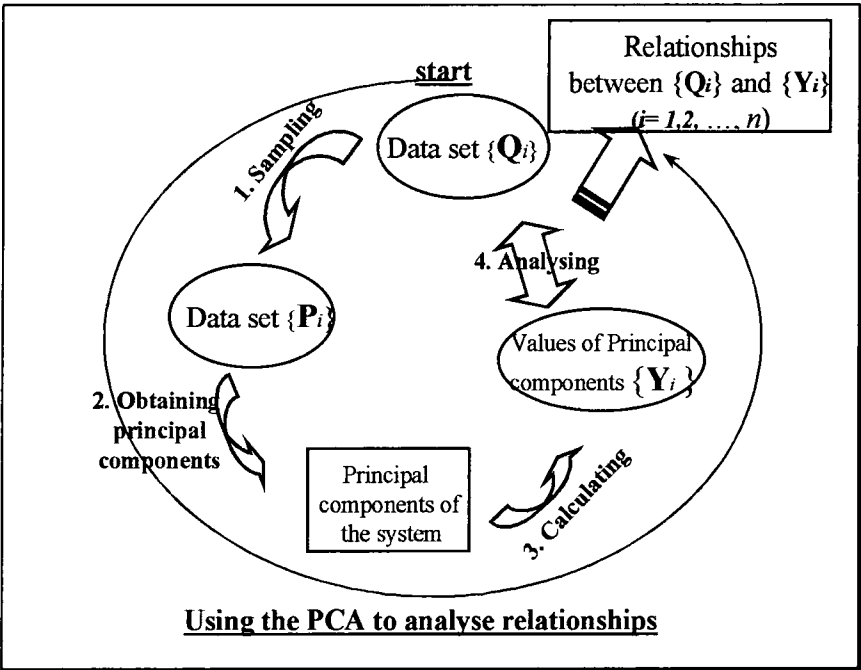 start
Relationships
between {Qi} and {Yi}
(i= 1,2, ..., n)
Data set {Qi}
1. Sampling
Data set {Pi}
2. Obtaining
principal
components
Principal
components of
the system
3. Calculating
Values of Principal
components {Yi}
4. Analysing
Using the PCA to analyse relationships